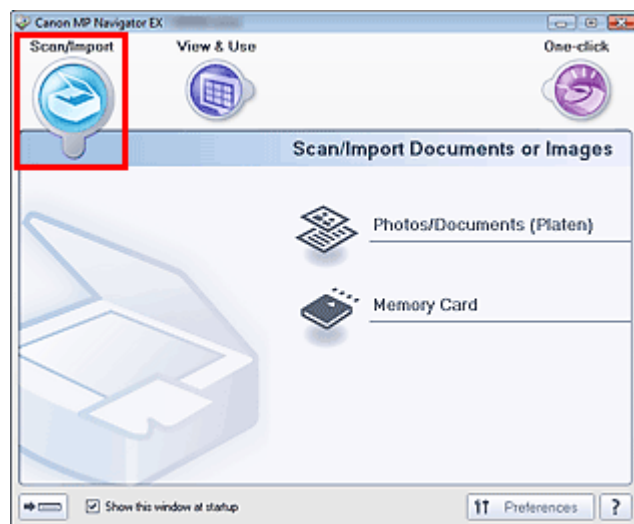 Canon MP Navigator EX
Scan/Import
View & Use
One-click
Scan/Import Documents or Images
Photos/Documents (Platen)
Memory Card
Show this window at startup
Preferences
?